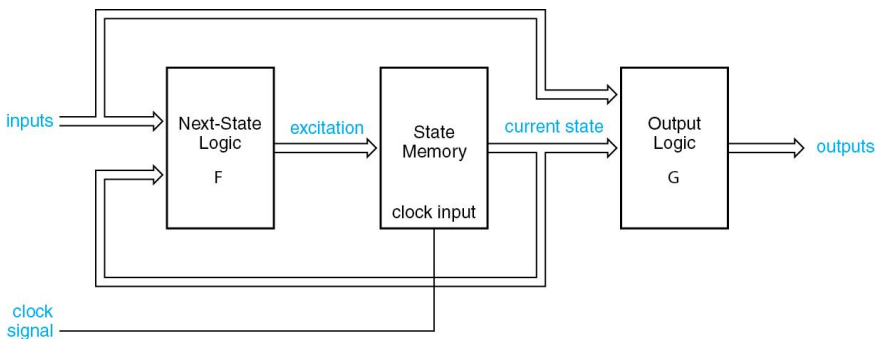 inputs
Next-State
Logic
F
excitation
State
Memory
clock input
current state
Output
Logic
G
outputs
clock
signal